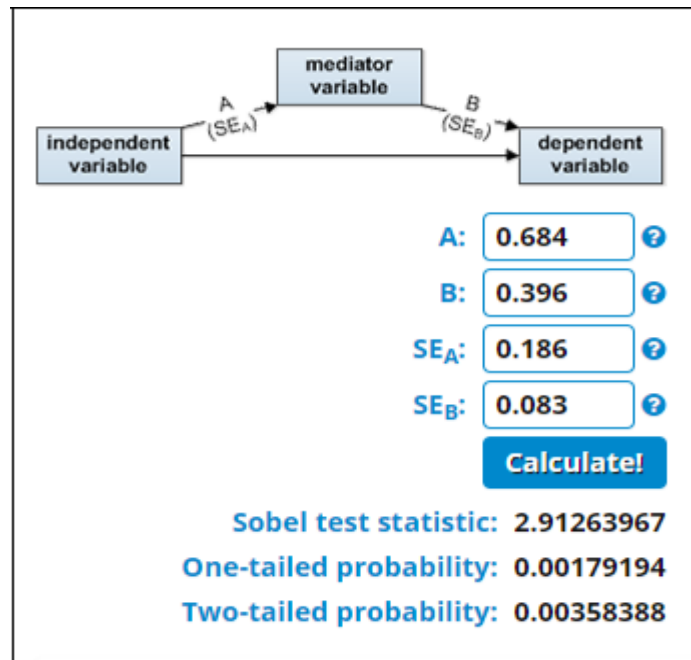 mediator
variable
A
(SEA)
B
(SEB)
independent
variable
dependent
variable
A: 0.684 ?
B: 0.396 ?
SEA: 0.186 ?
SEB: 0.083 ?
Calculate!
Sobel test statistic: 2.91263967
One-tailed probability: 0.00179194
Two-tailed probability: 0.00358388